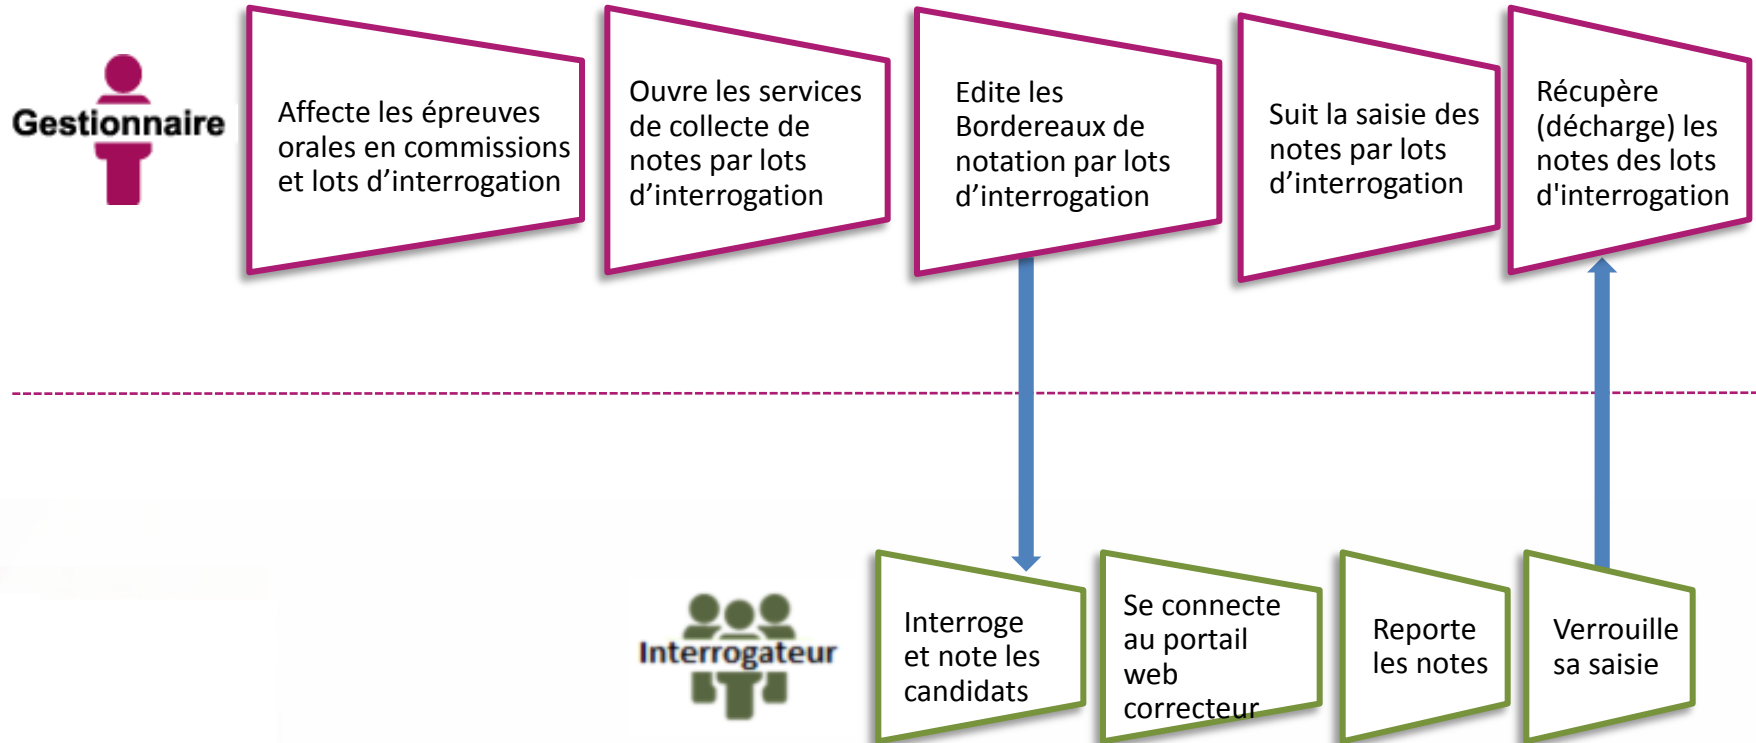 Gestionnaire
Affecte les épreuves
orales en commissions
et lots d’interrogation
Ouvre les services
de collecte de
notes par lots
d’interrogation
Edite les
Bordereaux de
notation par lots
d’interrogation
Suit la saisie des
notes par lots
d’interrogation
Récupère
(décharge) les
notes des lots
d'interrogation
Interrogateur
Interroge
et note les
candidats
Se connecte
au portail
web
correcteur
Reporte
les notes
Verrouille
sa saisie